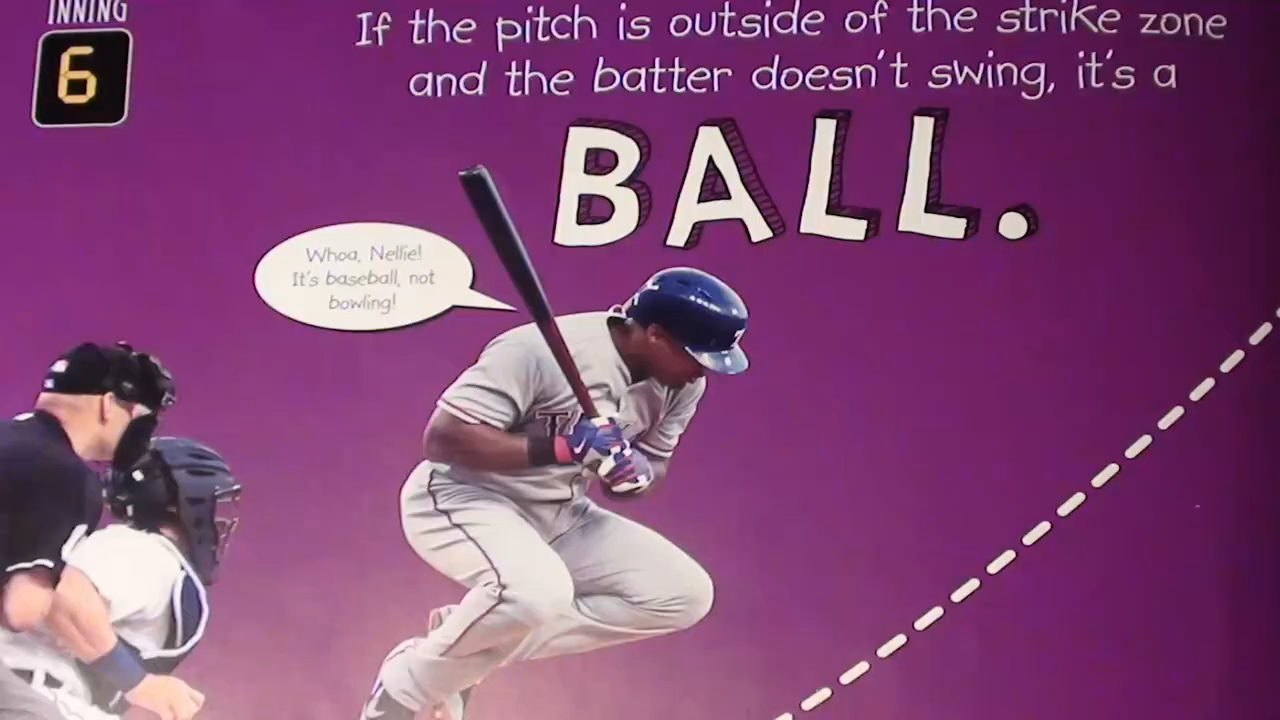 INNING
6
If the pitch is outside of the strike zone
and the batter doesn't swing, it's a
BALL.
Whoa, Nellie!
It's baseball, not
bowling!